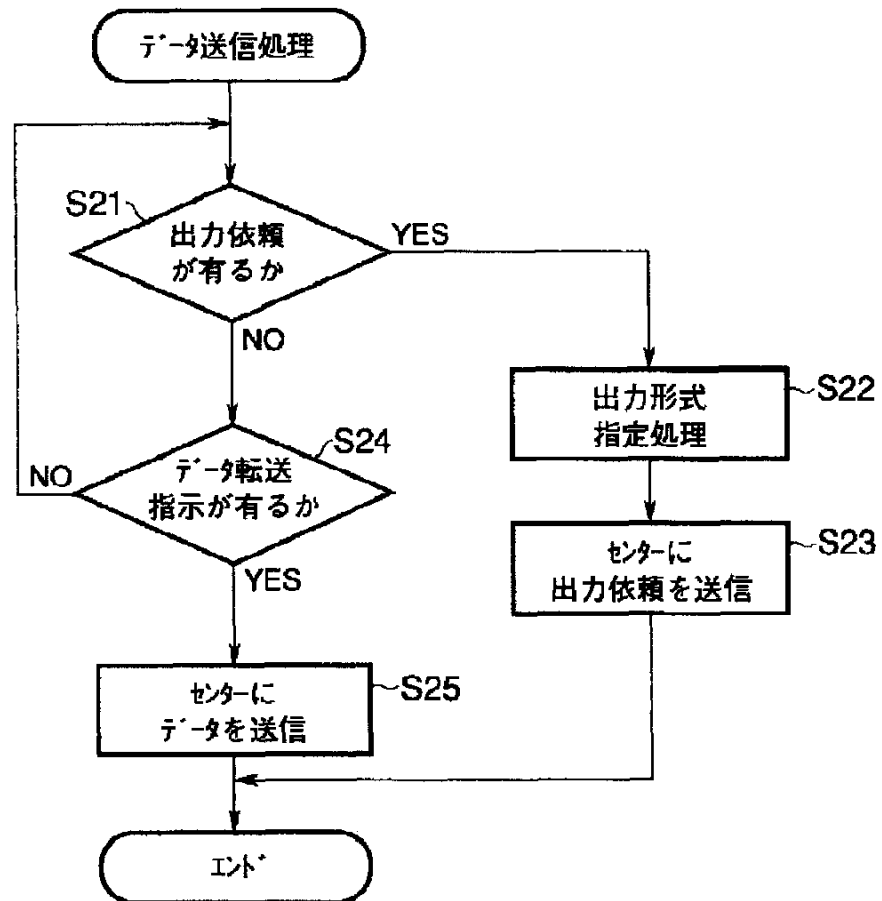 ﾃﾞｰﾀ送信処理
S21
出力依頼
が有るか
YES
NO
S22
出力形式
指定処理
S24
ﾃﾞｰﾀ転送
指示が有るか
NO
YES
S23
ｾﾝﾀｰに
出力依頼を送信
S25
ｾﾝﾀｰに
ﾃﾞｰﾀを送信
ｴﾝﾄﾞ